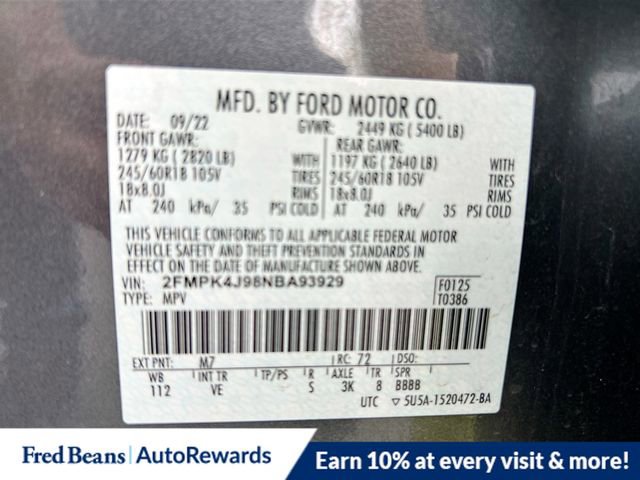 MFD. BY FORD MOTOR CO.
DATE: 09/22 GVWR: 2449 KG ( 5400 LB)
FRONT GAWR: REAR GAWR:
1279 KG ( 2820 LB) WITH 1197 KG ( 2640 LB) WITH
245/60R18 105V TIRES 245/60R18 105V TIRES
18x8.0J RIMS 18x8.0J RIMS
AT 240 kPa/ 35 PSI COLD AT 240 kPa/ 35 PSI COLD
THIS VEHICLE CONFORMS TO ALL APPLICABLE FEDERAL MOTOR
VEHICLE SAFETY AND THEFT PREVENTION STANDARDS IN
EFFECT ON THE DATE OF MANUFACTURE SHOWN ABOVE.
VIN: 2FMPK4J98NBA93929 F0125
TYPE: MPV T0386
EXT PNT: M7 RC: 72 DSO:
WB INT TR TP/PS R AXLE TR SPR
112 VE S 3K 8 BBBB
UTC ▽ 5U5A-1520472-BA
Fred Beans | AutoRewards Earn 10% at every visit & more!